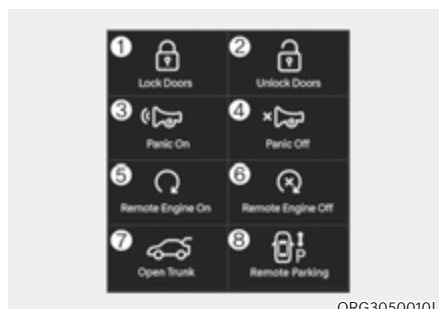 ① ②
Lock Doors Unlock Doors
③ ④
Panic On Panic Off
⑤ ⑥
Remote Engine On Remote Engine Off
⑦ ⑧
P
Open Trunk Remote Parking